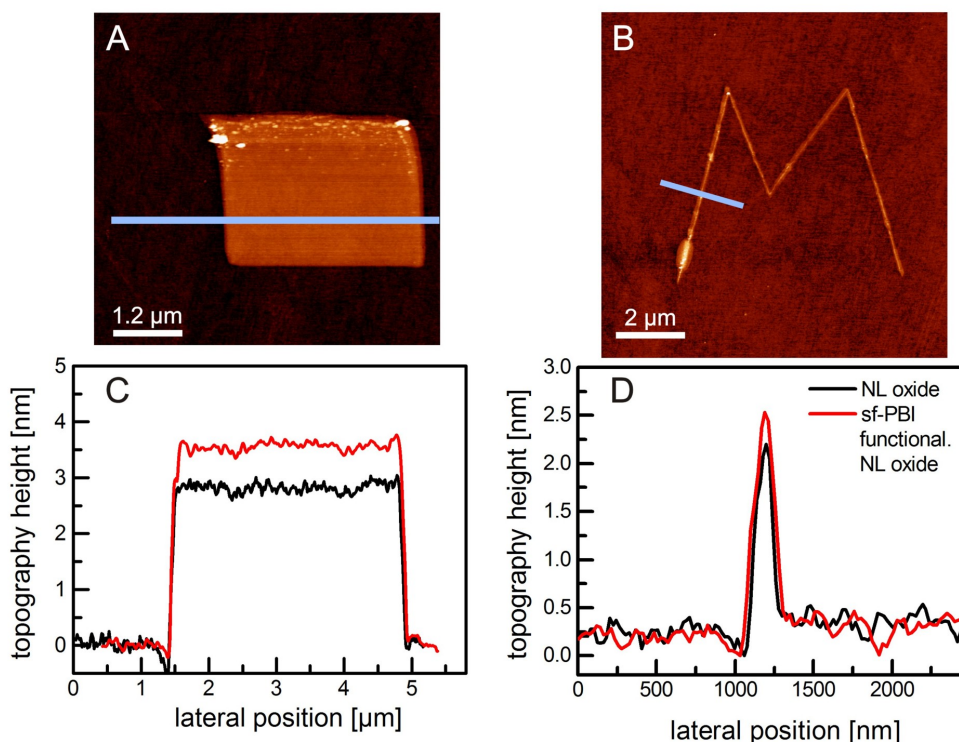 A
1.2 µm
B
2 µm
C
topography height [nm]
5
4
3
2
1
0
0 1 2 3 4 5
lateral position [µm]
D
NL oxide
sf-PBI
functional.
NL oxide
topography height [nm]
3.0
2.5
2.0
1.5
1.0
0.5
0.0
0 500 1000 1500 2000
lateral position [nm]